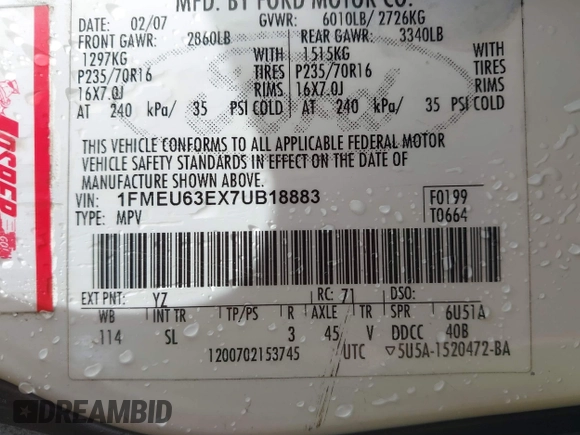 MFD. BY FORD MOTOR CO.
DATE: 02/07 GVWR: 6010LB/ 2726KG
FRONT GAWR: 2860LB REAR GAWR: 3340LB
1297KG 1515KG
P235/70R16 TIRES P235/70R16 TIRES
16X7.0J RIMS 16X7.0J RIMS
AT 240 kPa/ 35 PSI COLD AT 240 kPa/ 35 PSI COLD
Ford
THIS VEHICLE CONFORMS TO ALL APPLICABLE FEDERAL MOTOR
VEHICLE SAFETY STANDARDS IN EFFECT ON THE DATE OF
MANUFACTURE SHOWN ABOVE.
VIN: 1FMEU63EX7UB18883 F0199
TYPE: MPV T0664
EXT PNT: YZ RC: 71 DSO:
WB INT TR TP/PS R AXLE TR SPR 6U51A
114 SL 3 45 V DDCC 40B
1200702153745 UTC ▽5U5A-1520472-BA
DREAMBID